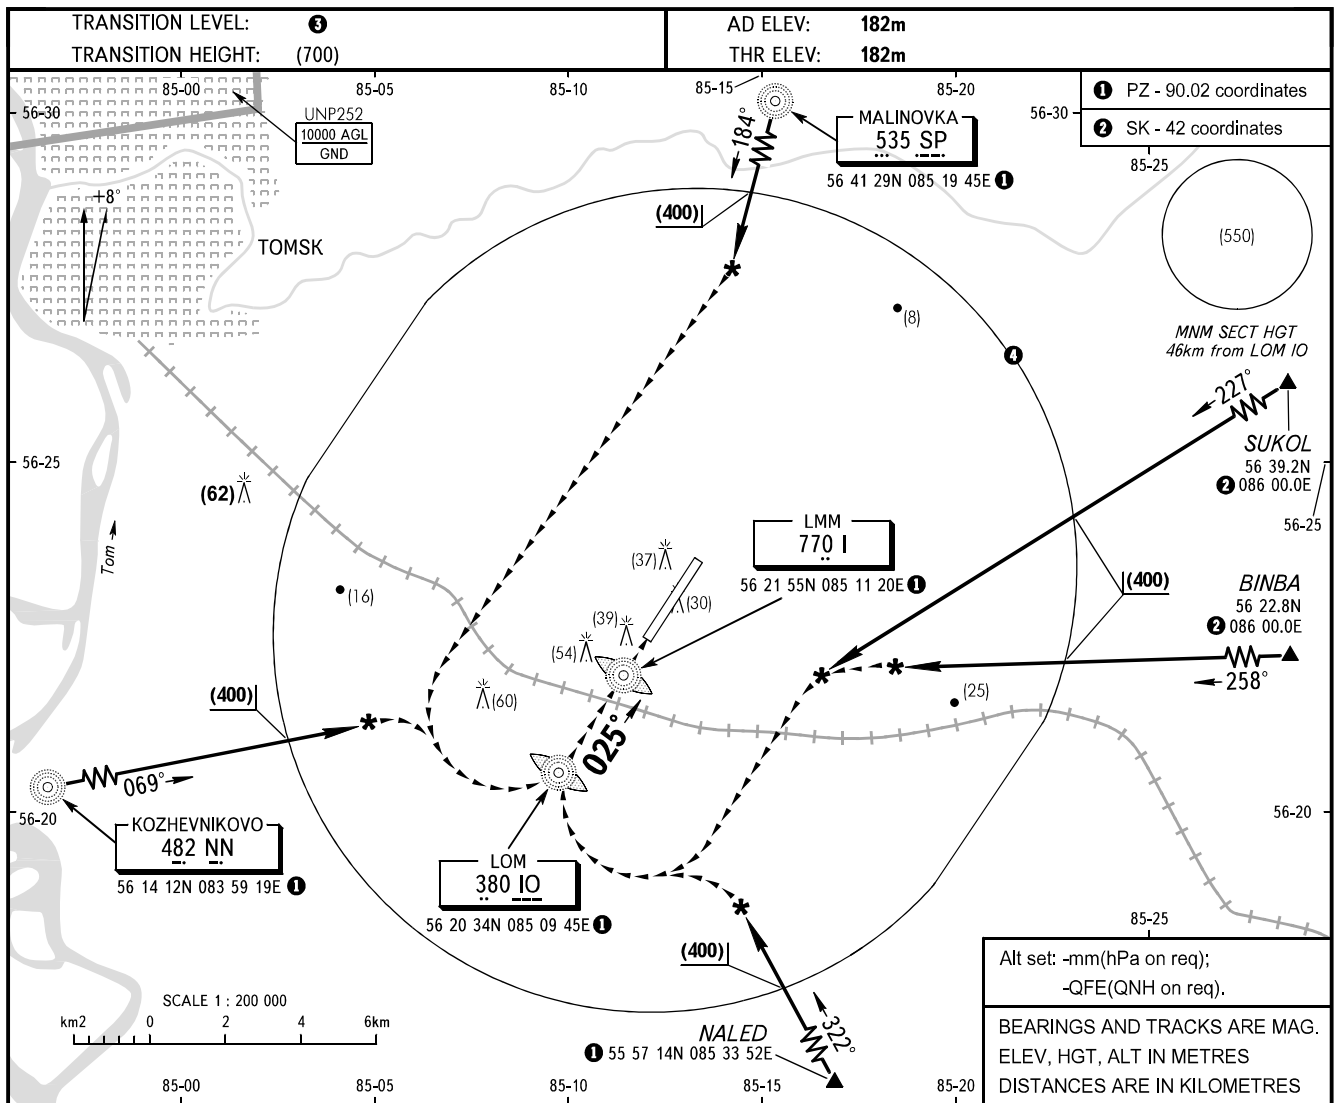 TRANSITION LEVEL: 3
TRANSITION HEIGHT: (700)
AD ELEV: 182m
THR ELEV: 182m
85-00
85-05
85-10
85-15
85-20
56-30
56-30
1 PZ - 90.02 coordinates
2 SK - 42 coordinates
85-25
UNP252
10000 AGL
GND
184°
MALINOVKA
535 SP
56 41 29N 085 19 45E 1
+8°
TOMSK
(400)
(550)
MNM SECT HGT
46km from LOM IO
(8)
4
227°
SUKOL
56 39.2N
2 086 00.0E
56-25
56-25
(62)
Tom
LMM
770 I
56 21 55N 085 11 20E 1
(37)
(30)
(39)
(54)
(60)
(16)
(400)
BINBA
56 22.8N
2 086 00.0E
258°
(25)
(400)
025°
069°
56-20
56-20
KOZHEVNIKOVO
482 NN
56 14 12N 083 59 19E 1
LOM
380 IO
56 20 34N 085 09 45E 1
85-25
(400)
322°
NALED
1 55 57 14N 085 33 52E
SCALE 1 : 200 000
km2 0 2 4 6km
Alt set: -mm(hPa on req);
-QFE(QNH on req).
BEARINGS AND TRACKS ARE MAG.
ELEV, HGT, ALT IN METRES
DISTANCES ARE IN KILOMETRES
85-00
85-05
85-10
85-15
85-20